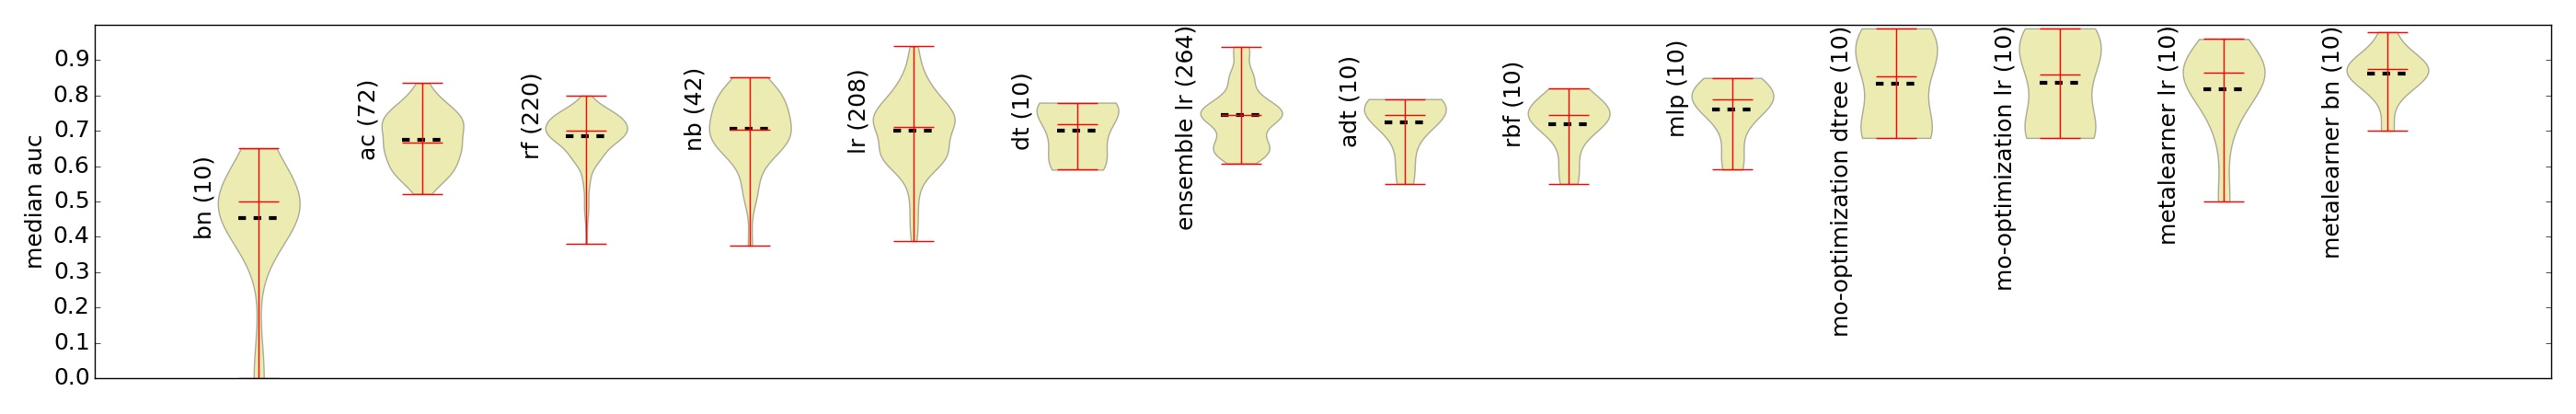 median auc
0.9
0.8
0.7
0.6
0.5
0.4
0.3
0.2
0.1
0.0
bn (10)
ac (72)
rf (220)
nb (42)
lr (208)
dt (10)
ensemble lr (264)
adt (10)
rbf (10)
mlp (10)
mo-optimization dtree (10)
mo-optimization lr (10)
metalearner lr (10)
metalearner bn (10)